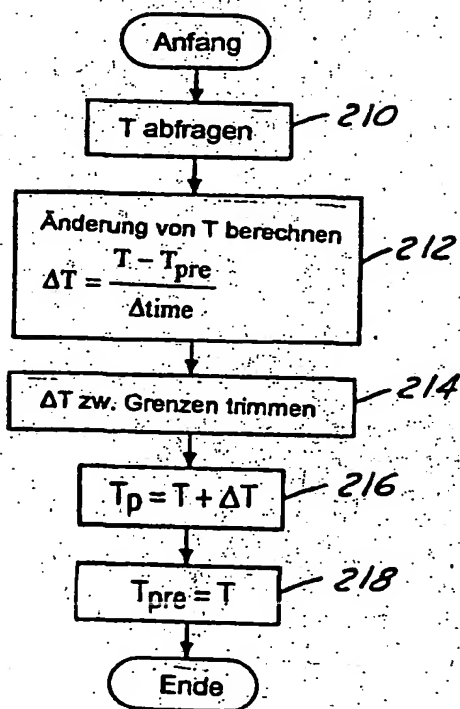 Anfang
T abfragen
210
Änderung von T berechnen
ΔT = (T − Tpre) / Δtime
212
ΔT zw. Grenzen trimmen
214
Tp = T + ΔT
216
Tpre = T
218
Ende